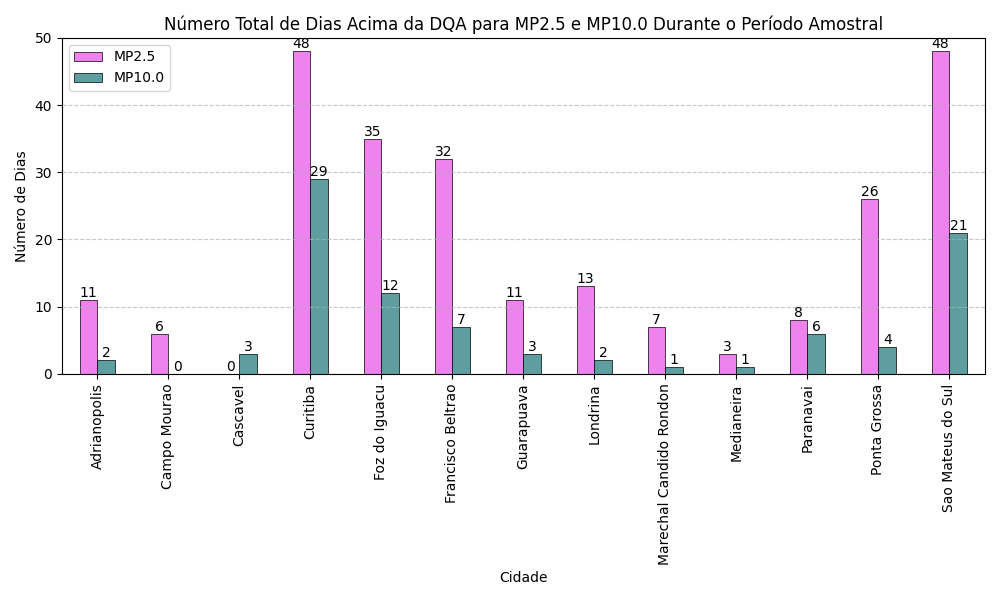 Número Total de Dias Acima da DQA para MP2.5 e MP10.0 Durante o Período Amostral
MP2.5
MP10.0
Número de Dias
50
40
30
20
10
0
11 2
6 0
0 3
48 29
35 12
32 7
11 3
13 2
7 1
3 1
8 6
26 4
48 21
Adrianopolis
Campo Mourao
Cascavel
Curitiba
Foz do Iguacu
Francisco Beltrao
Guarapuava
Londrina
Marechal Candido Rondon
Medianeira
Paranavai
Ponta Grossa
Sao Mateus do Sul
Cidade